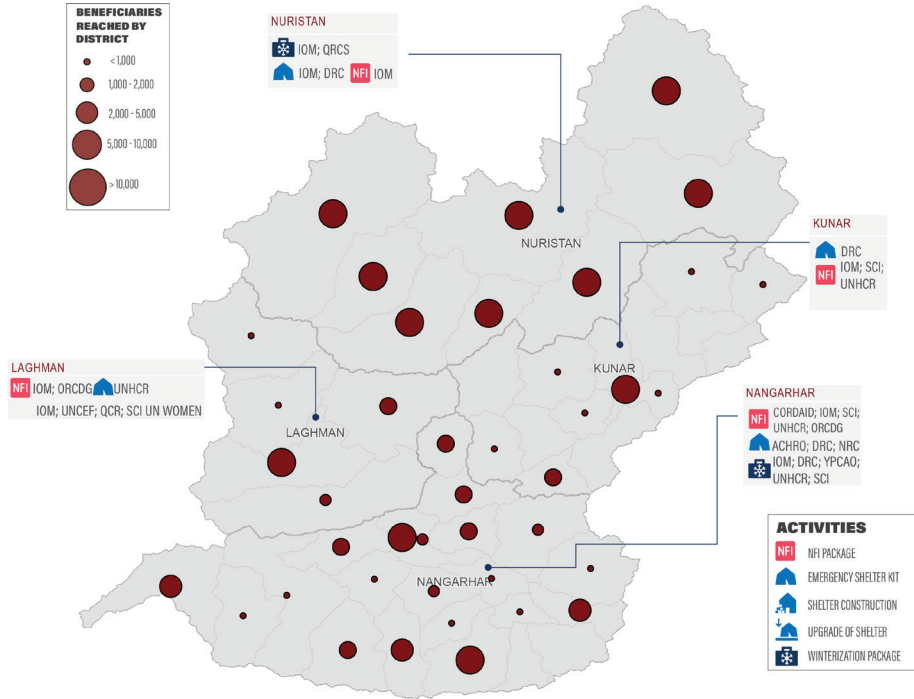 BENEFICIARIES
REACHED BY
DISTRICT
< 1,000
1,000 - 2,000
2,000 - 5,000
5,000 - 10,000
> 10,000
NURISTAN
IOM; QRCS
IOM; DRC NFI IOM
NURISTAN
KUNAR
DRC
NFI IOM; SCI;
UNHCR
KUNAR
LAGHMAN
NFI IOM; ORCDG UNHCR
IOM; UNCEF; QCR; SCI UN WOMEN
LAGHMAN
NANGARHAR
NFI CORDAID; IOM; SCI;
UNHCR; ORCDG
ACHRO; DRC; NRC
IOM; DRC; YPCAO;
UNHCR; SCI
NANGARHAR
ACTIVITIES
NFI NFI PACKAGE
EMERGENCY SHELTER KIT
SHELTER CONSTRUCTION
UPGRADE OF SHELTER
WINTERIZATION PACKAGE